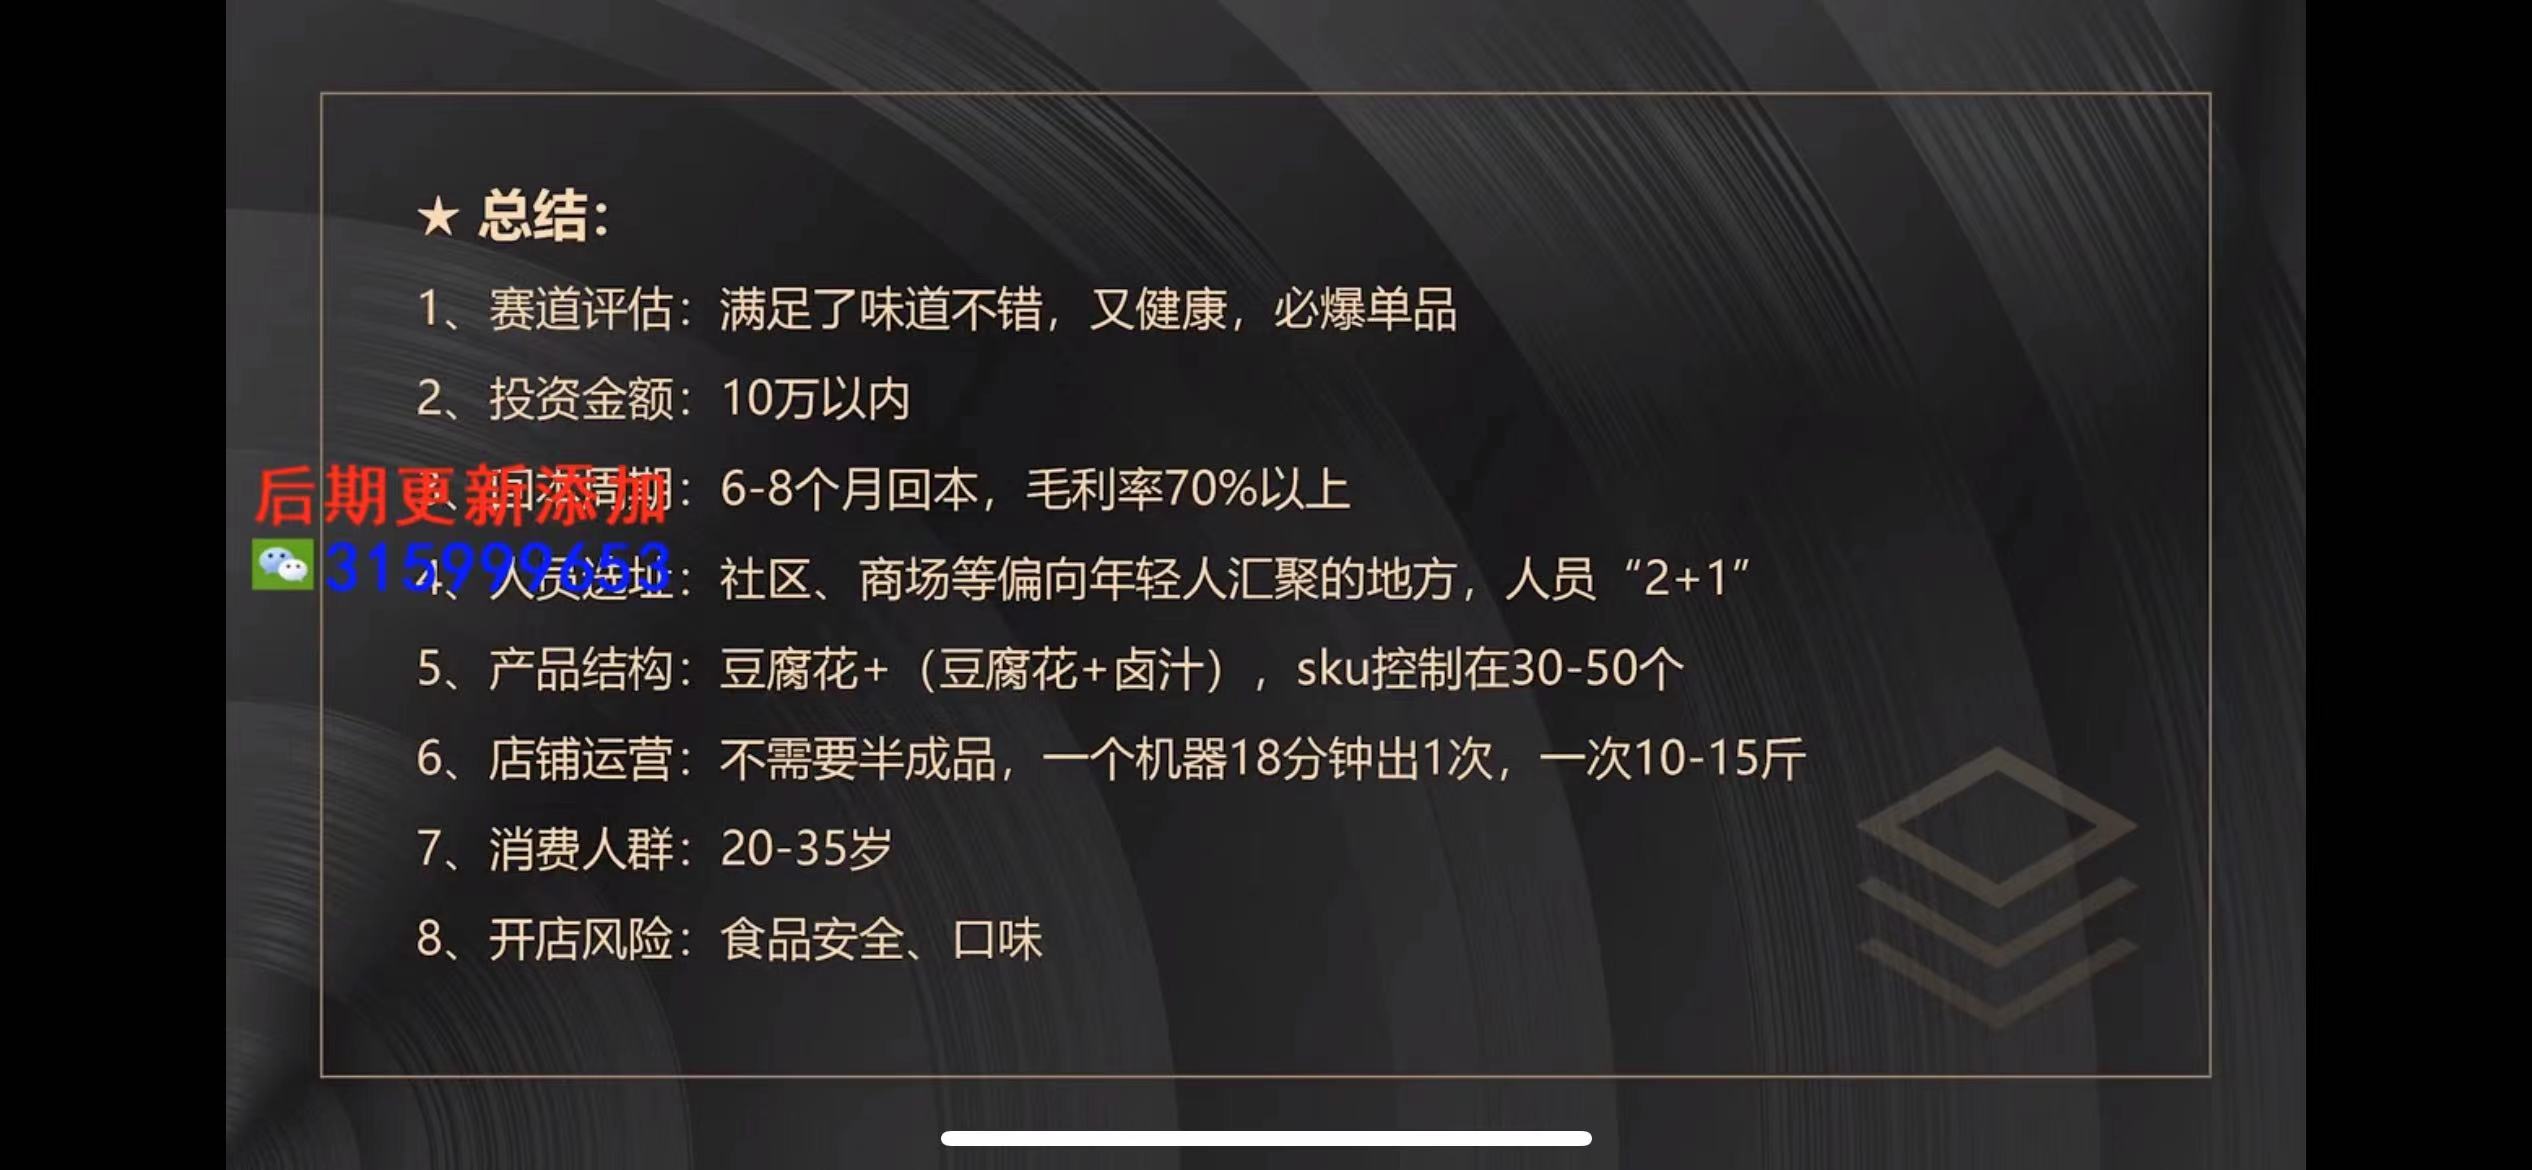 ★ 总结：
1、赛道评估：满足了味道不错，又健康，必爆单品
2、投资金额：10万以内
3、回本周期：6-8个月回本，毛利率70%以上
后期更新添加
315999653
4、人员选址：社区、商场等偏向年轻人汇聚的地方，人员“2+1”
5、产品结构：豆腐花+（豆腐花+卤汁），sku控制在30-50个
6、店铺运营：不需要半成品，一个机器18分钟出1次，一次10-15斤
7、消费人群：20-35岁
8、开店风险：食品安全、口味